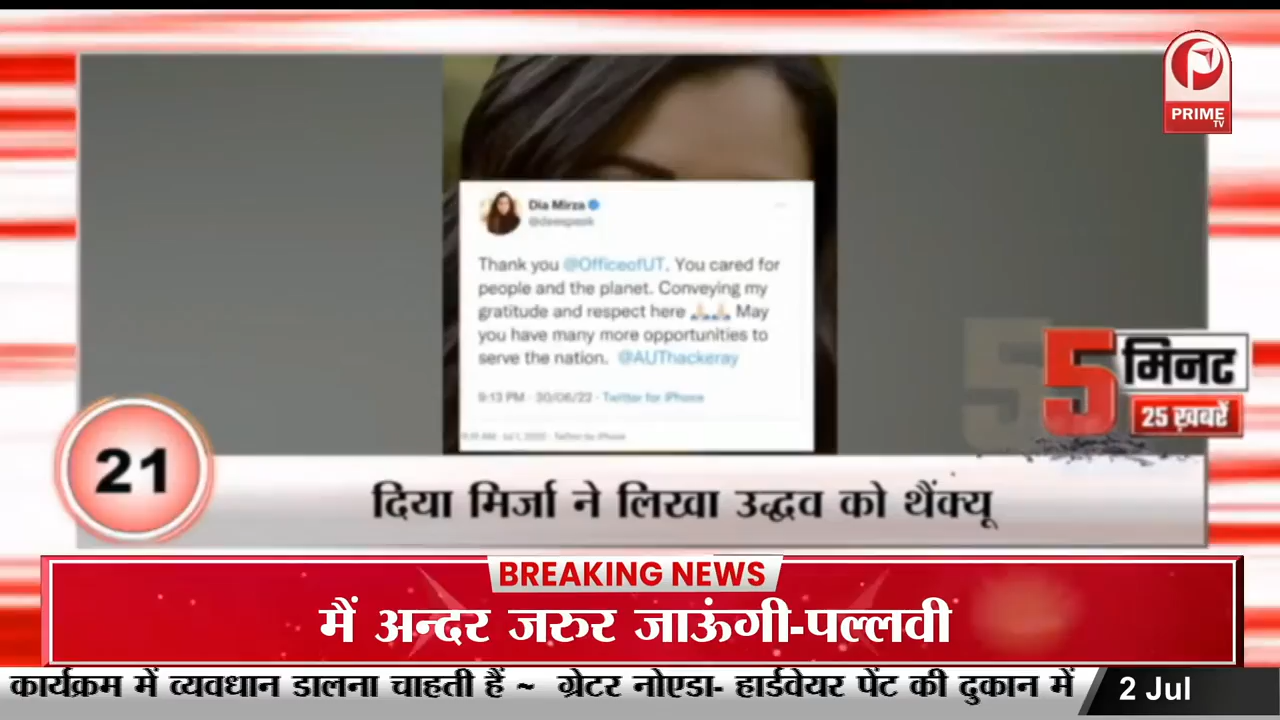 PRIME
TV
Dia Mirza
Thank you @OfficeofUT. You cared for
people and the planet. Conveying my
gratitude and respect here 🙏🏻🙏🏻 May
you have many more opportunities to
serve the nation. @AUThackeray
9:13 PM · 30/06/22 · Twitter for iPhone
5 मिनट
25 ख़बरें
21
दिया मिर्जा ने लिखा उद्धव को थैंक्यू
BREAKING NEWS
मैं अन्दर जरुर जाऊंगी-पल्लवी
कार्यक्रम में व्यवधान डालना चाहती हैं ~ ग्रेटर नोएडा- हार्डवेयर पेंट की दुकान में
2 Jul